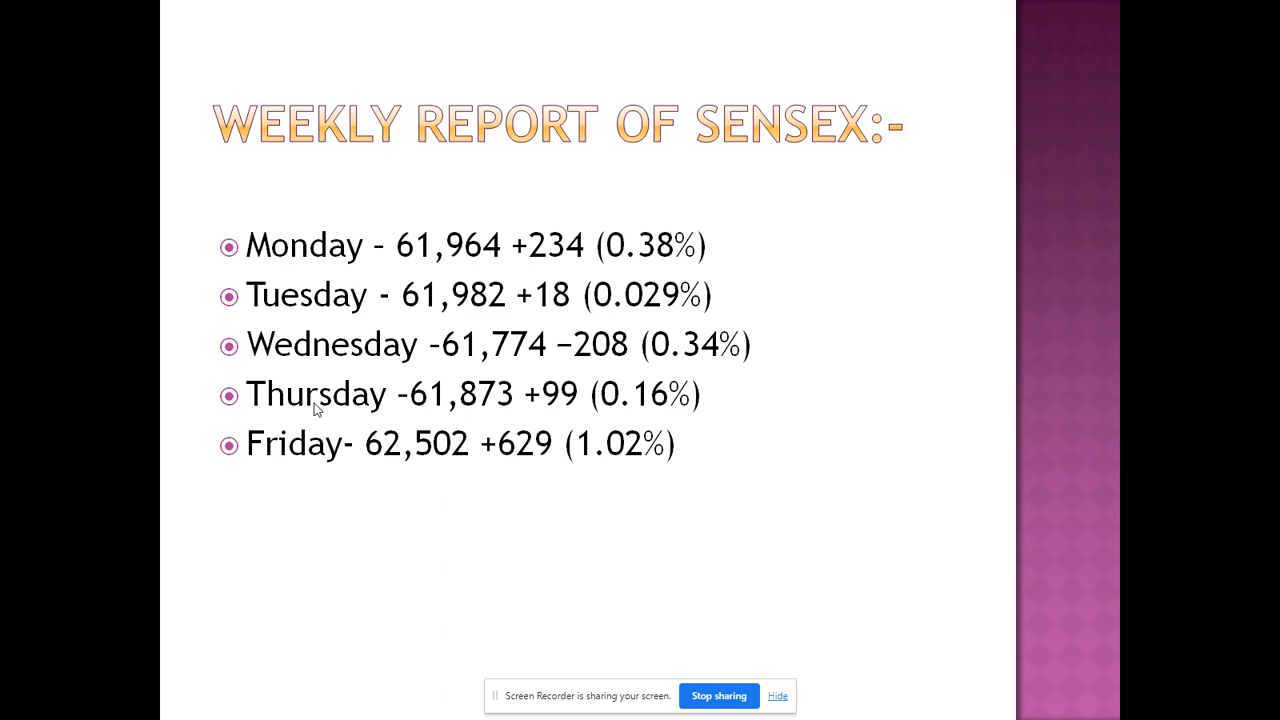 WEEKLY REPORT OF SENSEX:-
Monday – 61,964 +234 (0.38%)
Tuesday - 61,982 +18 (0.029%)
Wednesday –61,774 −208 (0.34%)
Thursday –61,873 +99 (0.16%)
Friday- 62,502 +629 (1.02%)
Screen Recorder is sharing your screen. Stop sharing Hide